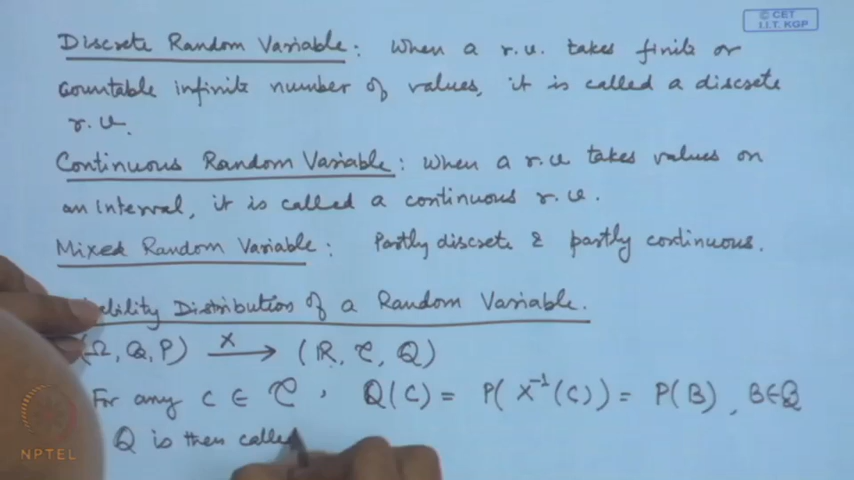 © CET
I.I.T. KGP
Discrete Random Variable: When a r.v. takes finite or
countable infinite number of values, it is called a discrete
r.v.
Continuous Random Variable: When a r.v takes values on
an interval, it is called a continuous r.v.
Mixed Random Variable: Partly discrete & partly continuous.
Distribution of a Random Variable.
(Ω, Q, P) X → (R, C, Q)
For any C ∈ C, Q(C) = P(X⁻¹(C)) = P(B), B∈Q
Q is then called
NPTEL